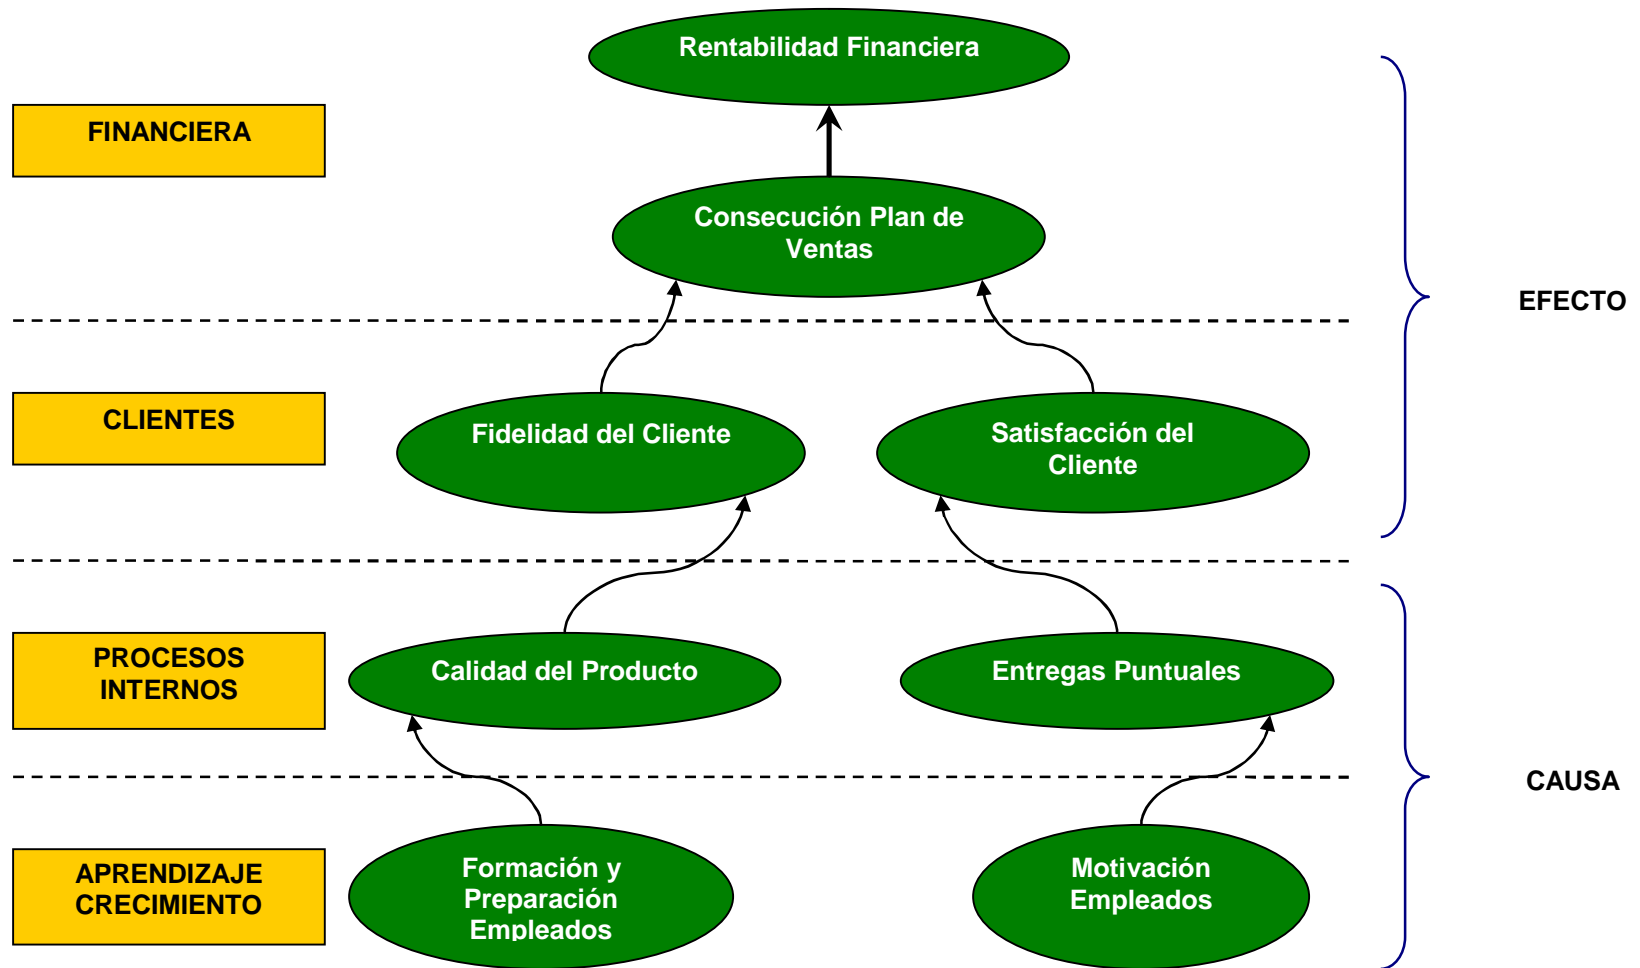 Rentabilidad Financiera
FINANCIERA
Consecución Plan de
Ventas
EFECTO
CLIENTES
Fidelidad del Cliente
Satisfacción del
Cliente
PROCESOS
INTERNOS
Calidad del Producto
Entregas Puntuales
CAUSA
APRENDIZAJE
CRECIMIENTO
Formación y
Preparación
Empleados
Motivación
Empleados